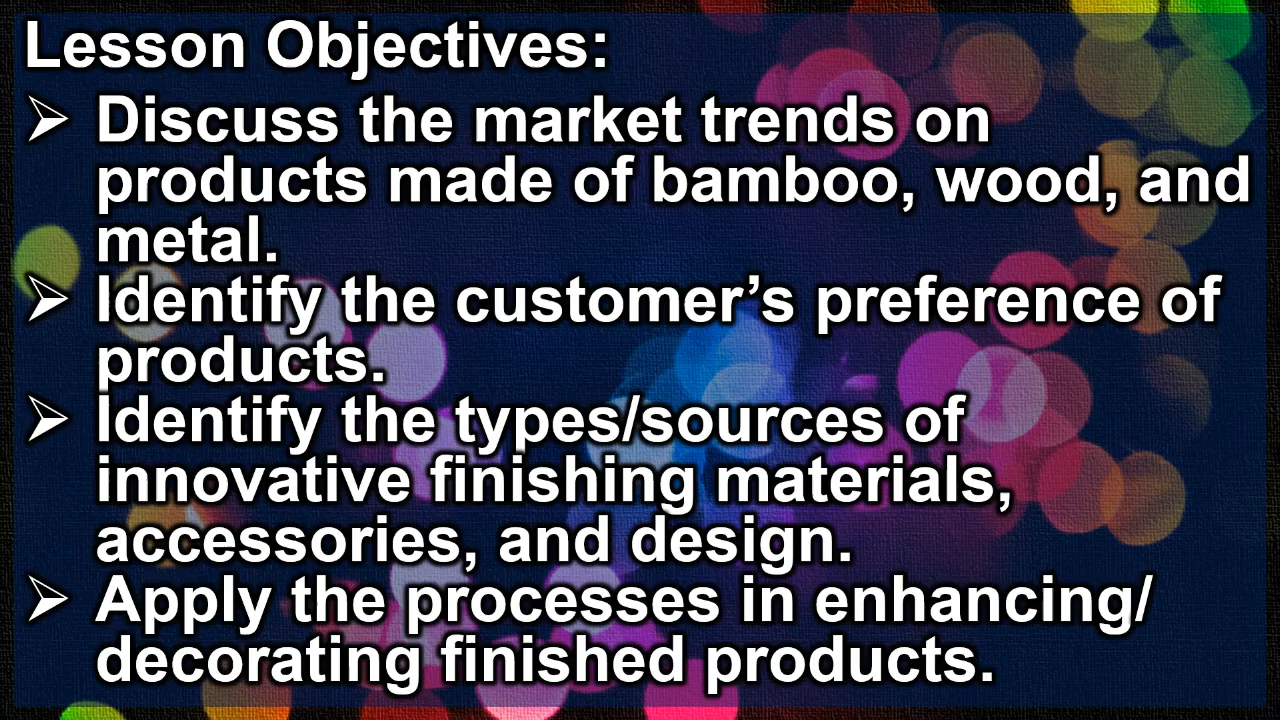 Lesson Objectives:
➢ Discuss the market trends on
products made of bamboo, wood, and
metal.
➢ Identify the customer’s preference of
products.
➢ Identify the types/sources of
innovative finishing materials,
accessories, and design.
➢ Apply the processes in enhancing/
decorating finished products.